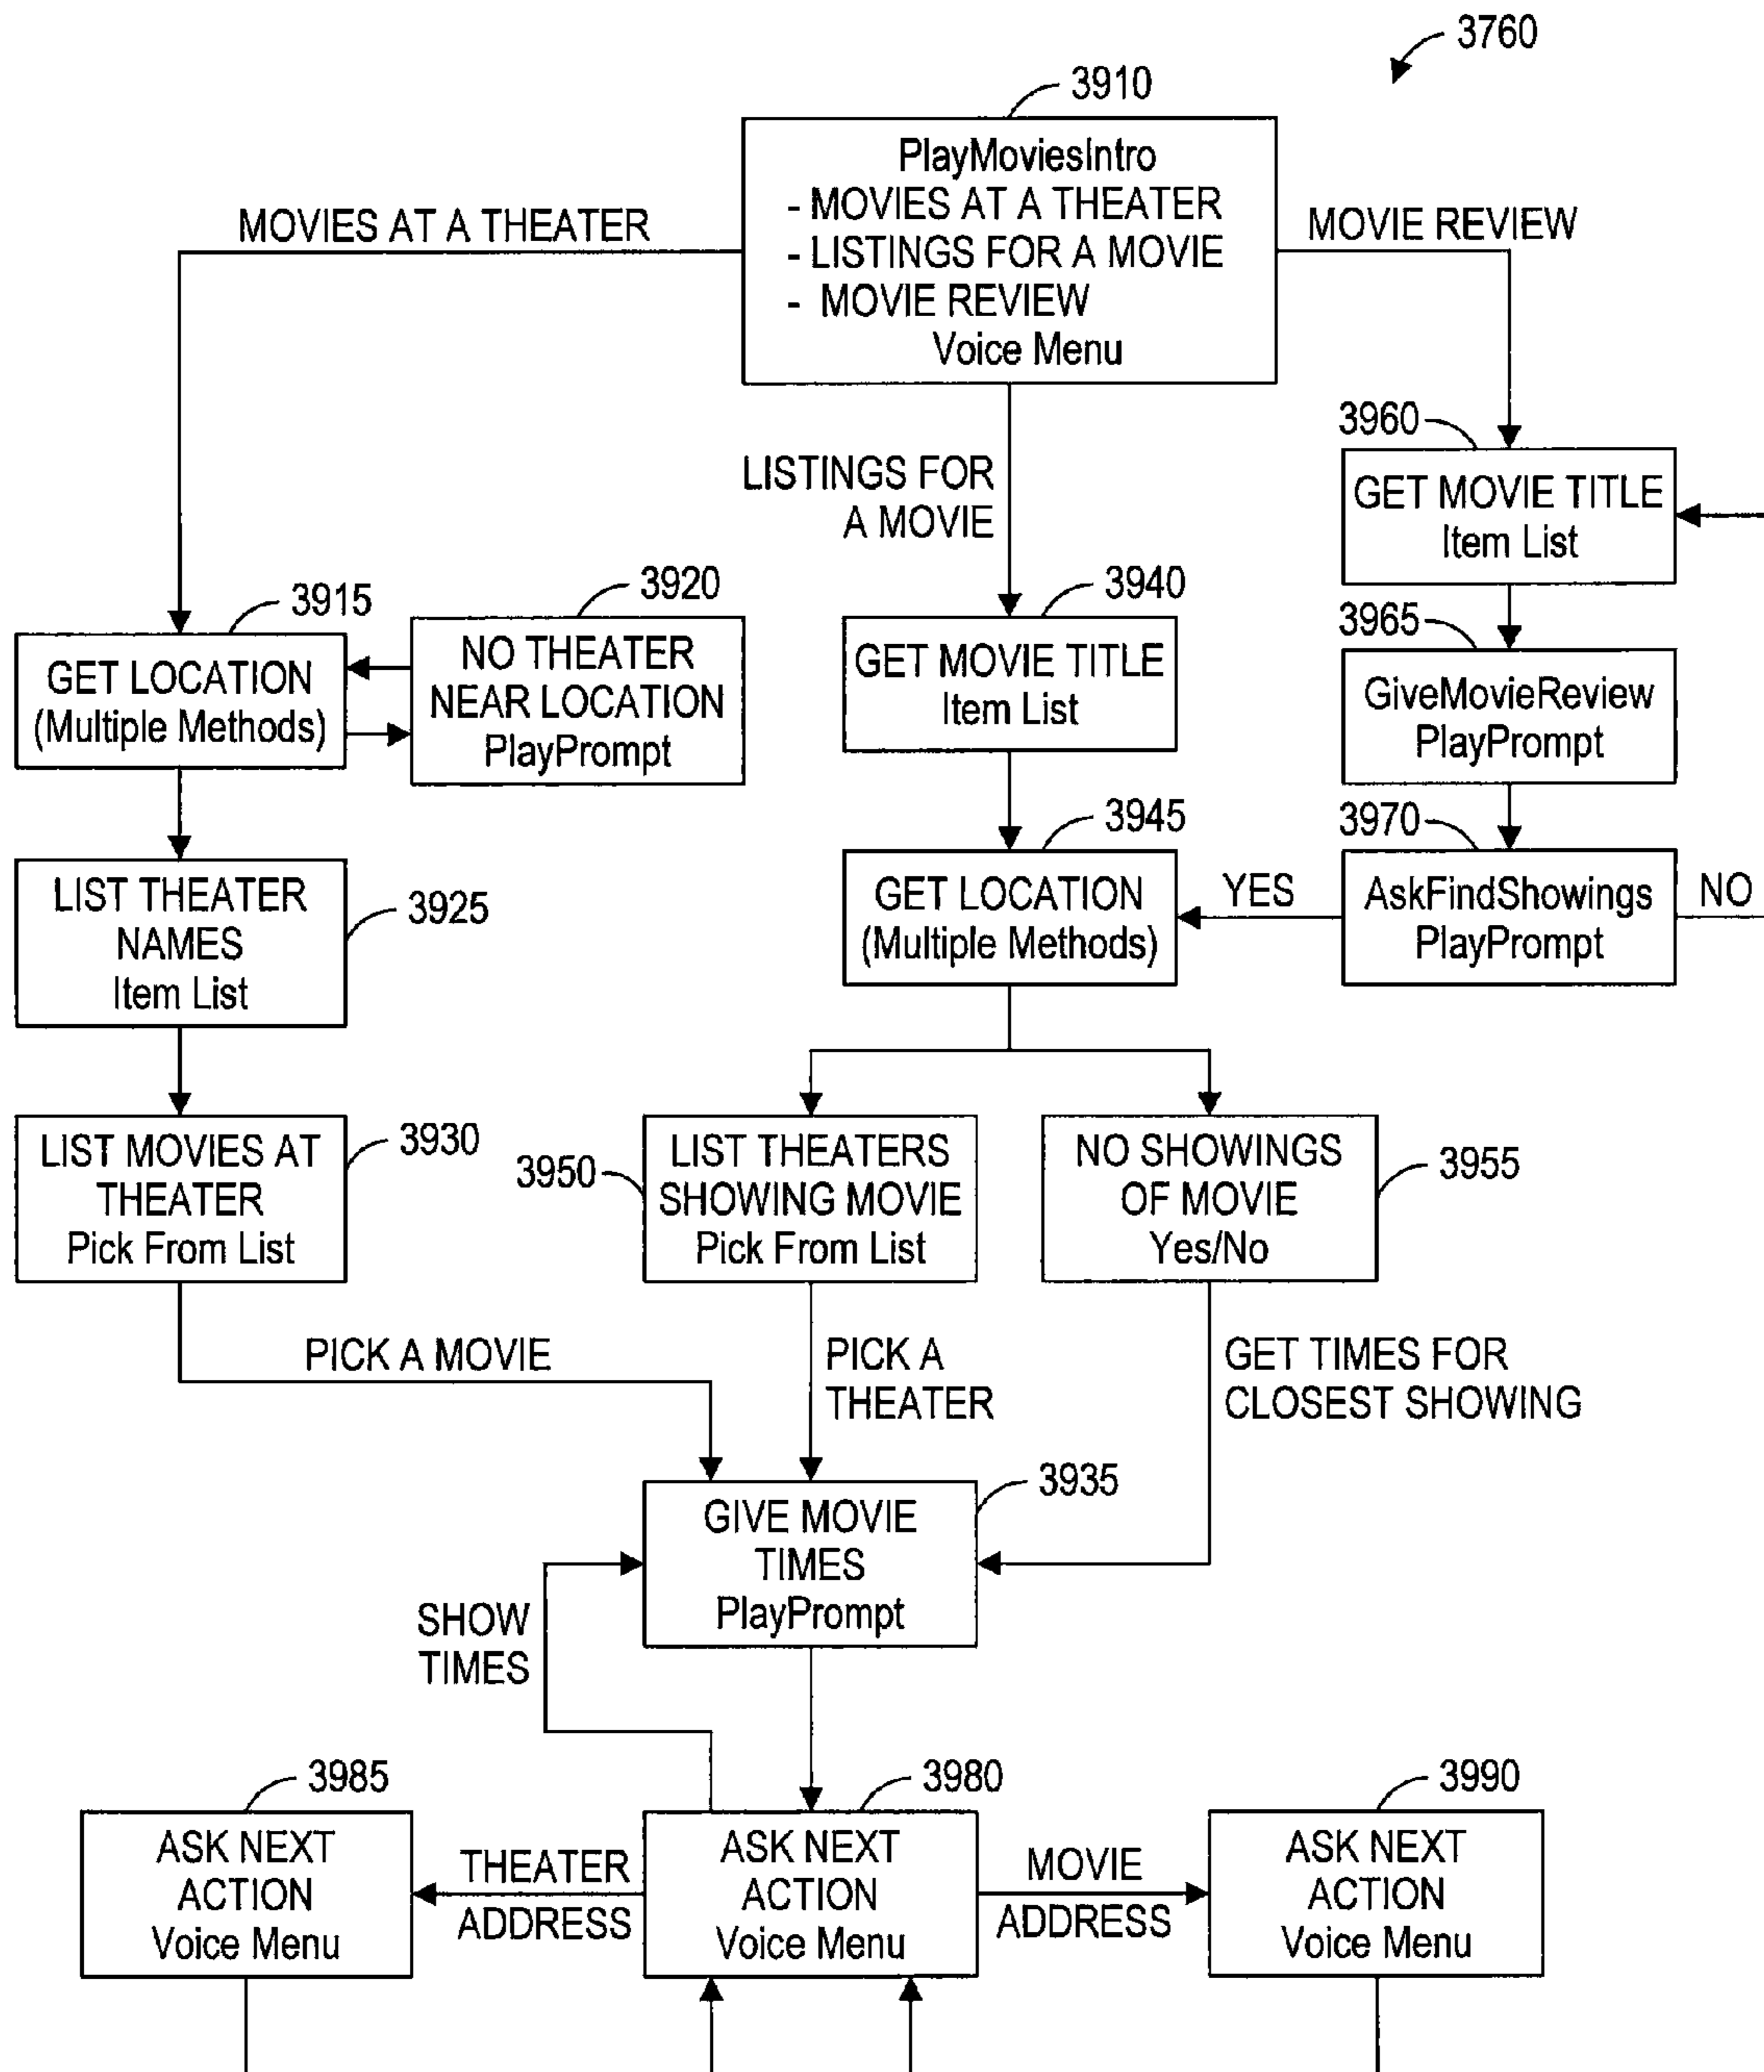 3760
3910
PlayMoviesIntro
- MOVIES AT A THEATER
- LISTINGS FOR A MOVIE
- MOVIE REVIEW
Voice Menu
MOVIES AT A THEATER
MOVIE REVIEW
LISTINGS FOR
A MOVIE
3960
GET MOVIE TITLE
Item List
3915
GET LOCATION
(Multiple Methods)
3920
NO THEATER
NEAR LOCATION
PlayPrompt
3940
GET MOVIE TITLE
Item List
3965
GiveMovieReview
PlayPrompt
3925
LIST THEATER
NAMES
Item List
3945
GET LOCATION
(Multiple Methods)
YES
3970
AskFindShowings
PlayPrompt
NO
3930
LIST MOVIES AT
THEATER
Pick From List
3950
LIST THEATERS
SHOWING MOVIE
Pick From List
3955
NO SHOWINGS
OF MOVIE
Yes/No
PICK A MOVIE
PICK A
THEATER
GET TIMES FOR
CLOSEST SHOWING
3935
GIVE MOVIE
TIMES
PlayPrompt
SHOW
TIMES
3985
ASK NEXT
ACTION
Voice Menu
THEATER
ADDRESS
3980
ASK NEXT
ACTION
Voice Menu
MOVIE
ADDRESS
3990
ASK NEXT
ACTION
Voice Menu